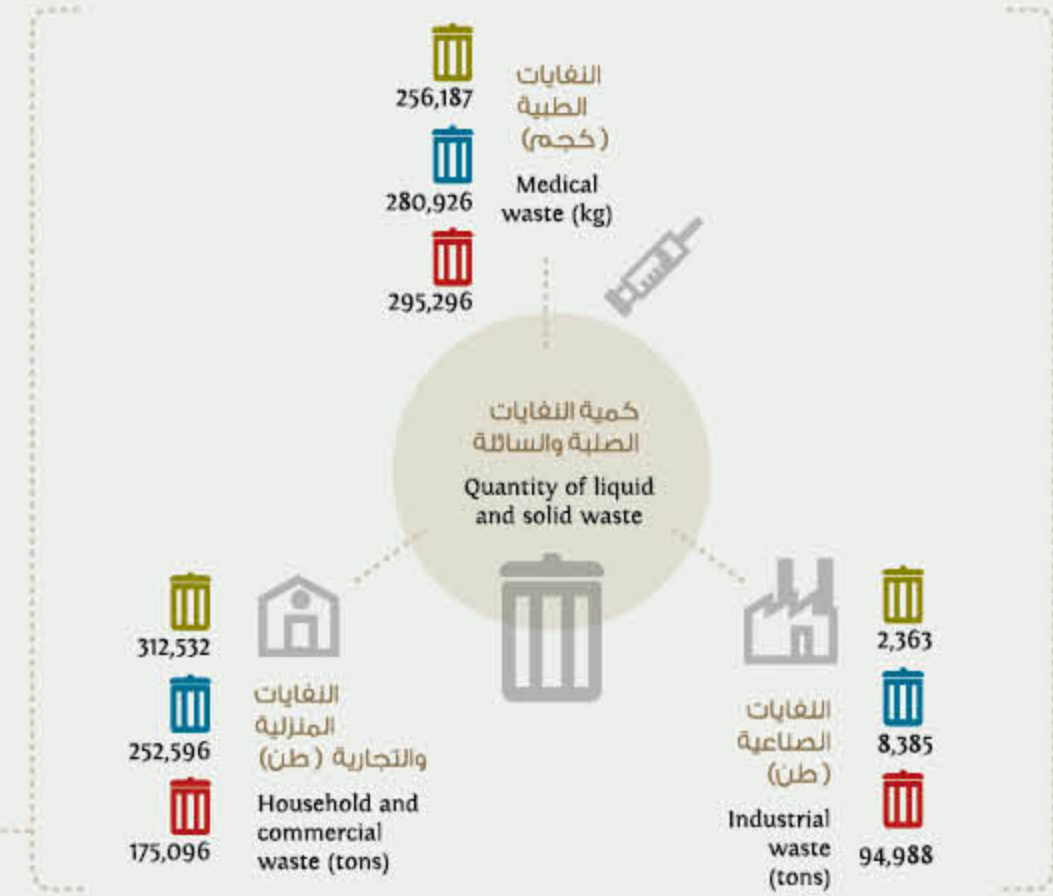 256,187
280,926
295,296
النفايات
الطبية
(كجم)
Medical
waste (kg)
كمية النفايات
الصلبة والسائلة
Quantity of liquid
and solid waste
312,532
252,596
175,096
النفايات
المنزلية
والتجارية (طن)
Household and
commercial
waste (tons)
2,363
8,385
94,988
النفايات
الصناعية
(طن)
Industrial
waste
(tons)